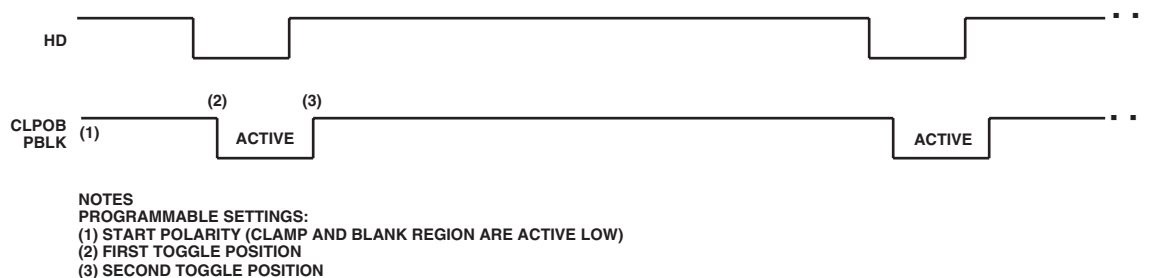 HD
(2) (3)
CLPOB
PBLK
(1)
ACTIVE ACTIVE
NOTES
PROGRAMMABLE SETTINGS:
(1) START POLARITY (CLAMP AND BLANK REGION ARE ACTIVE LOW)
(2) FIRST TOGGLE POSITION
(3) SECOND TOGGLE POSITION